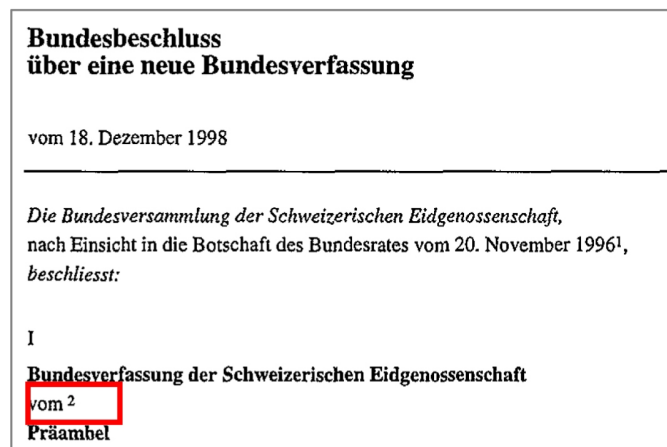 Bundesbeschluss
über eine neue Bundesverfassung
vom 18. Dezember 1998
Die Bundesversammlung der Schweizerischen Eidgenossenschaft,
nach Einsicht in die Botschaft des Bundesrates vom 20. November 1996¹,
beschliesst:
I
Bundesverfassung der Schweizerischen Eidgenossenschaft
vom ²
Präambel